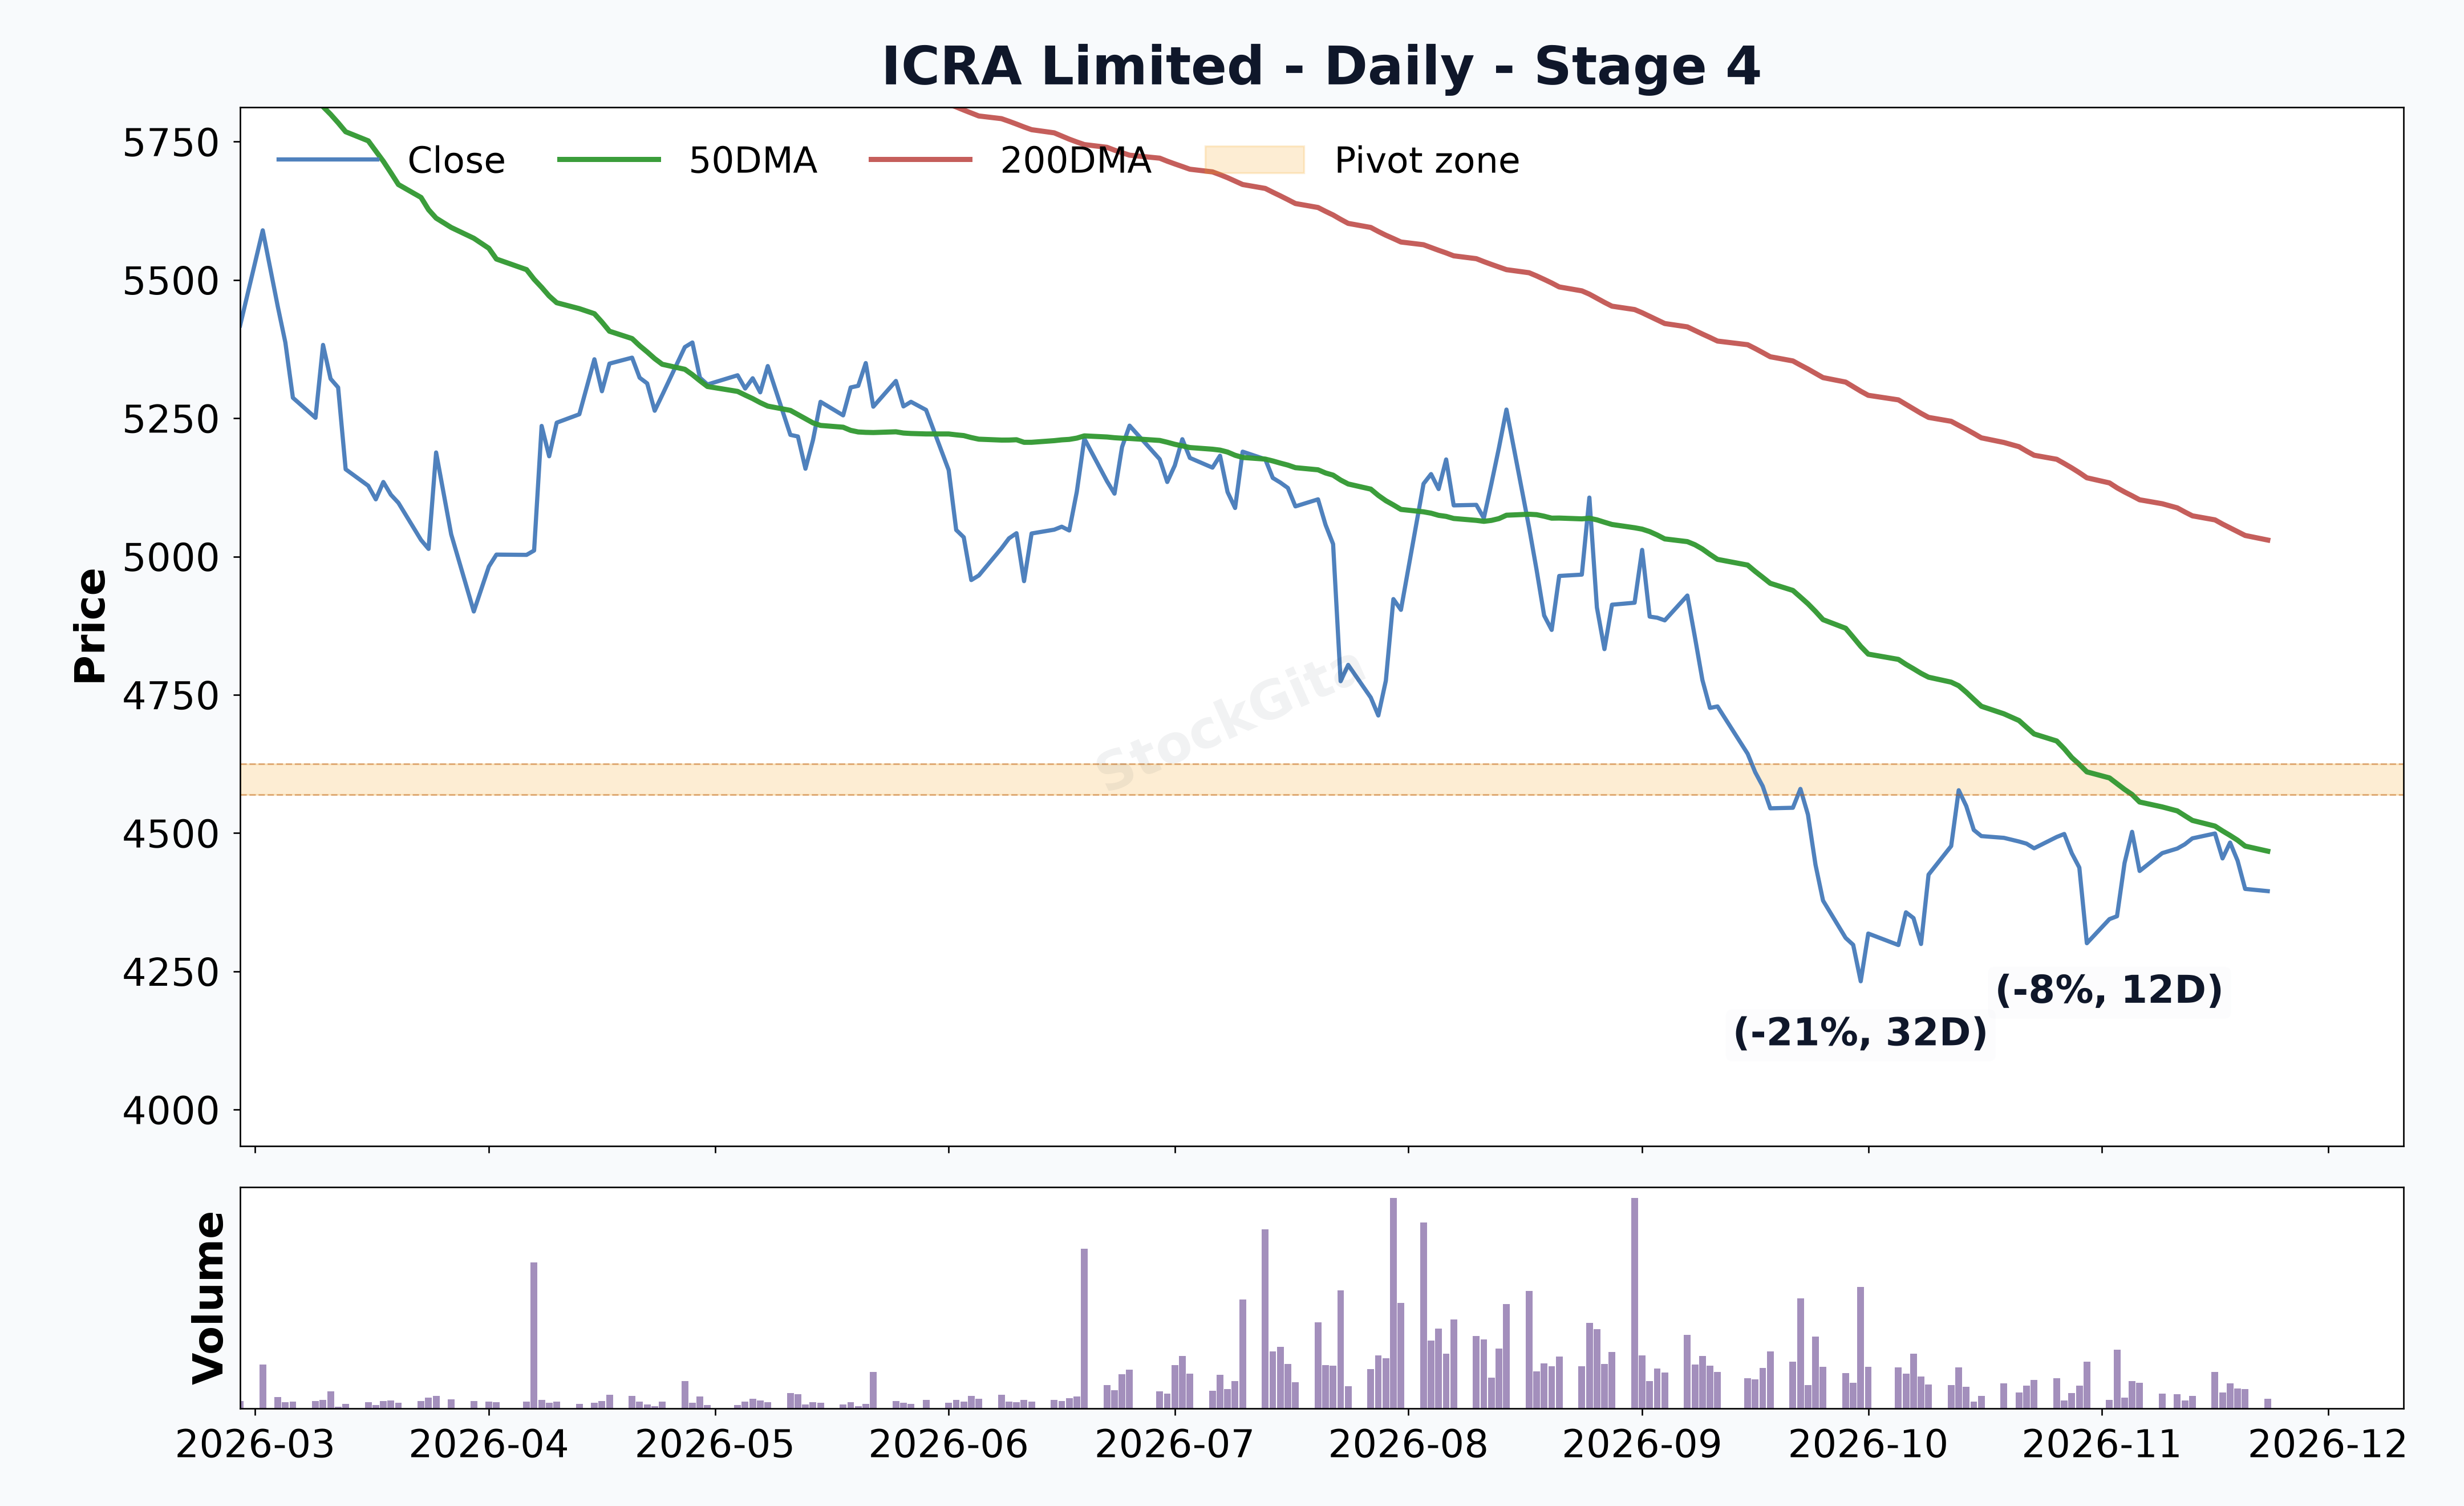 ICRA Limited - Daily - Stage 4
Close 50DMA 200DMA Pivot zone
5750
5500
5250
5000
4750
4500
4250
4000
Price
StockGita
(-8%, 12D)
(-21%, 32D)
Volume
2026-03 2026-04 2026-05 2026-06 2026-07 2026-08 2026-09 2026-10 2026-11 2026-12